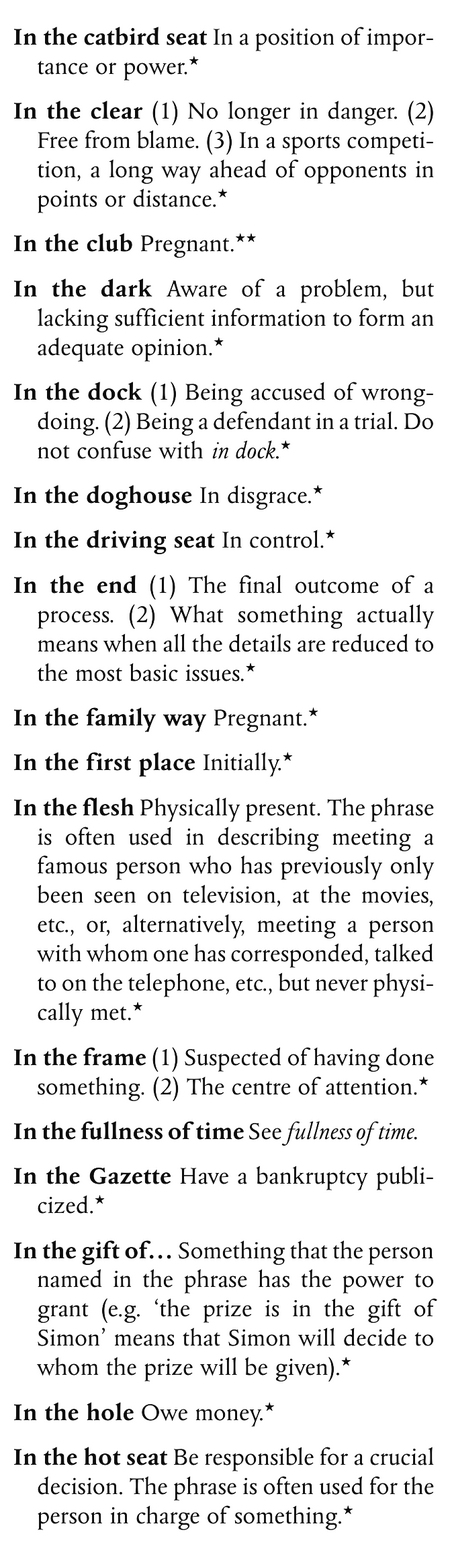 In the catbird seat In a position of impor-
tance or power.★
In the clear (1) No longer in danger. (2)
Free from blame. (3) In a sports competi-
tion, a long way ahead of opponents in
points or distance.★
In the club Pregnant.★★
In the dark Aware of a problem, but
lacking sufficient information to form an
adequate opinion.★
In the dock (1) Being accused of wrong-
doing. (2) Being a defendant in a trial. Do
not confuse with in dock.★
In the doghouse In disgrace.★
In the driving seat In control.★
In the end (1) The final outcome of a
process. (2) What something actually
means when all the details are reduced to
the most basic issues.★
In the family way Pregnant.★
In the first place Initially.★
In the flesh Physically present. The phrase
is often used in describing meeting a
famous person who has previously only
been seen on television, at the movies,
etc., or, alternatively, meeting a person
with whom one has corresponded, talked
to on the telephone, etc., but never physi-
cally met.★
In the frame (1) Suspected of having done
something. (2) The centre of attention.★
In the fullness of time See fullness of time.
In the Gazette Have a bankruptcy publi-
cized.★
In the gift of... Something that the person
named in the phrase has the power to
grant (e.g. ‘the prize is in the gift of
Simon’ means that Simon will decide to
whom the prize will be given).★
In the hole Owe money.★
In the hot seat Be responsible for a crucial
decision. The phrase is often used for the
person in charge of something.★